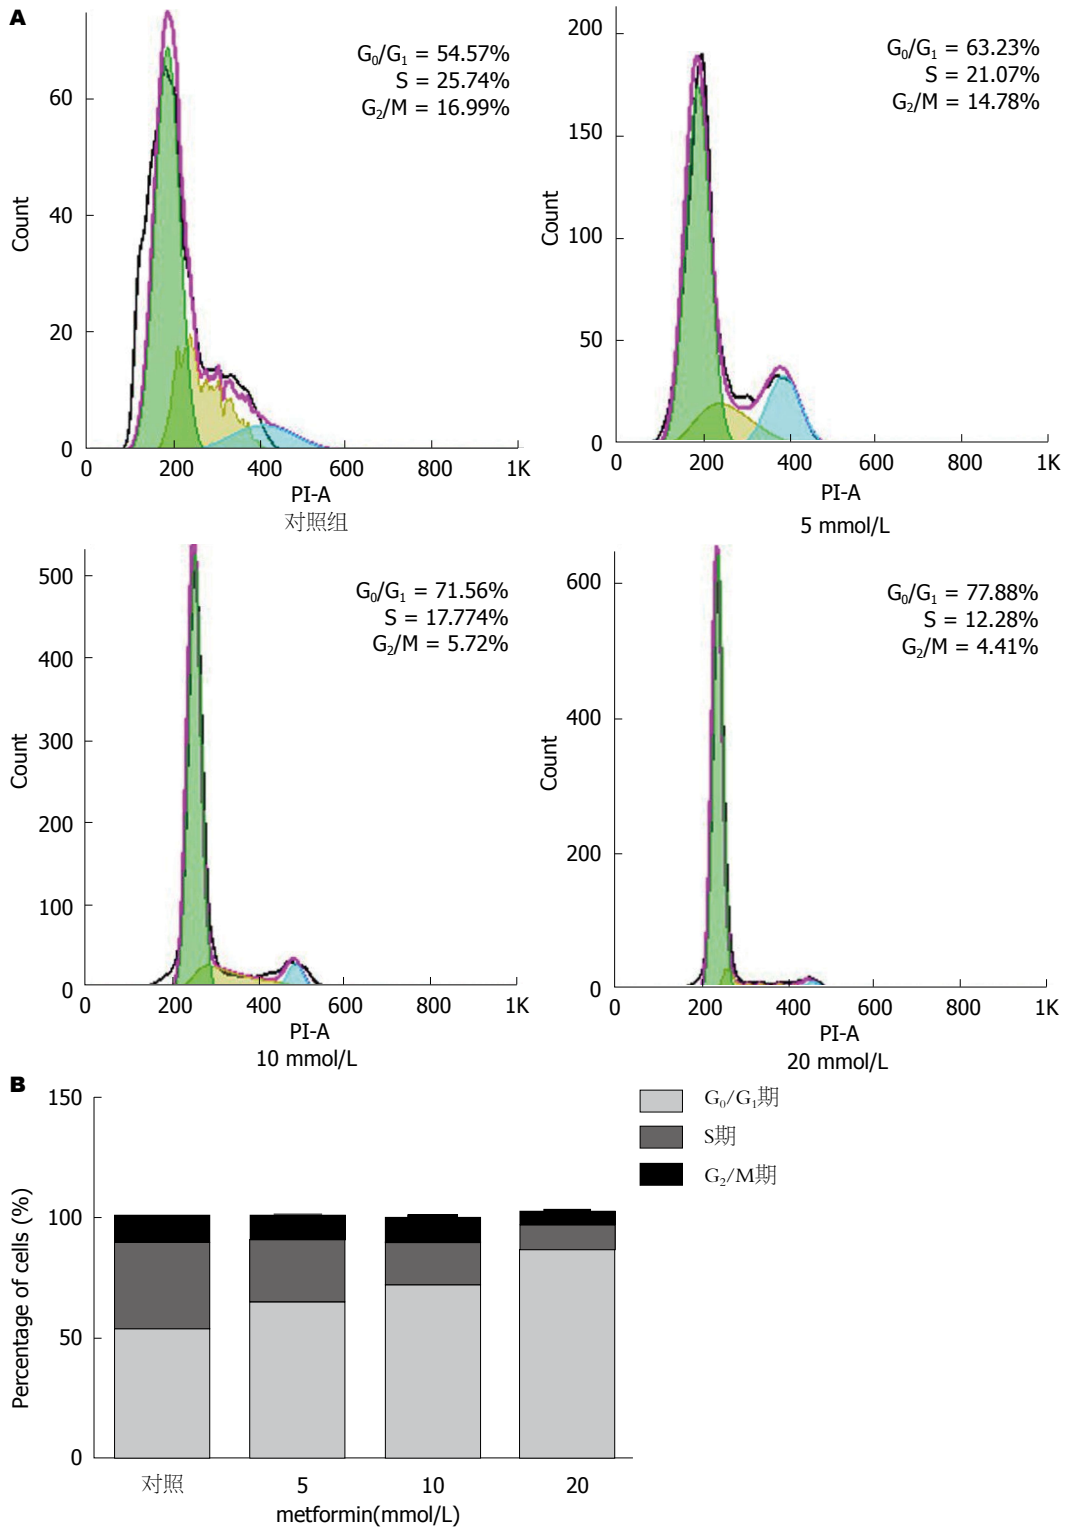 A
G₀/G₁ = 54.57%
S = 25.74%
G₂/M = 16.99%
Count
60
40
20
0
0 200 400 600 800 1K
PI-A
对照组
G₀/G₁ = 63.23%
S = 21.07%
G₂/M = 14.78%
Count
200
150
100
50
0
0 200 400 600 800 1K
PI-A
5 mmol/L
G₀/G₁ = 71.56%
S = 17.774%
G₂/M = 5.72%
Count
500
400
300
200
100
0
0 200 400 600 800 1K
PI-A
10 mmol/L
G₀/G₁ = 77.88%
S = 12.28%
G₂/M = 4.41%
Count
600
400
200
0
0 200 400 600 800 1K
PI-A
20 mmol/L
B
Percentage of cells (%)
150
100
50
0
对照 5 10 20
metformin(mmol/L)
G₀/G₁期
S期
G₂/M期